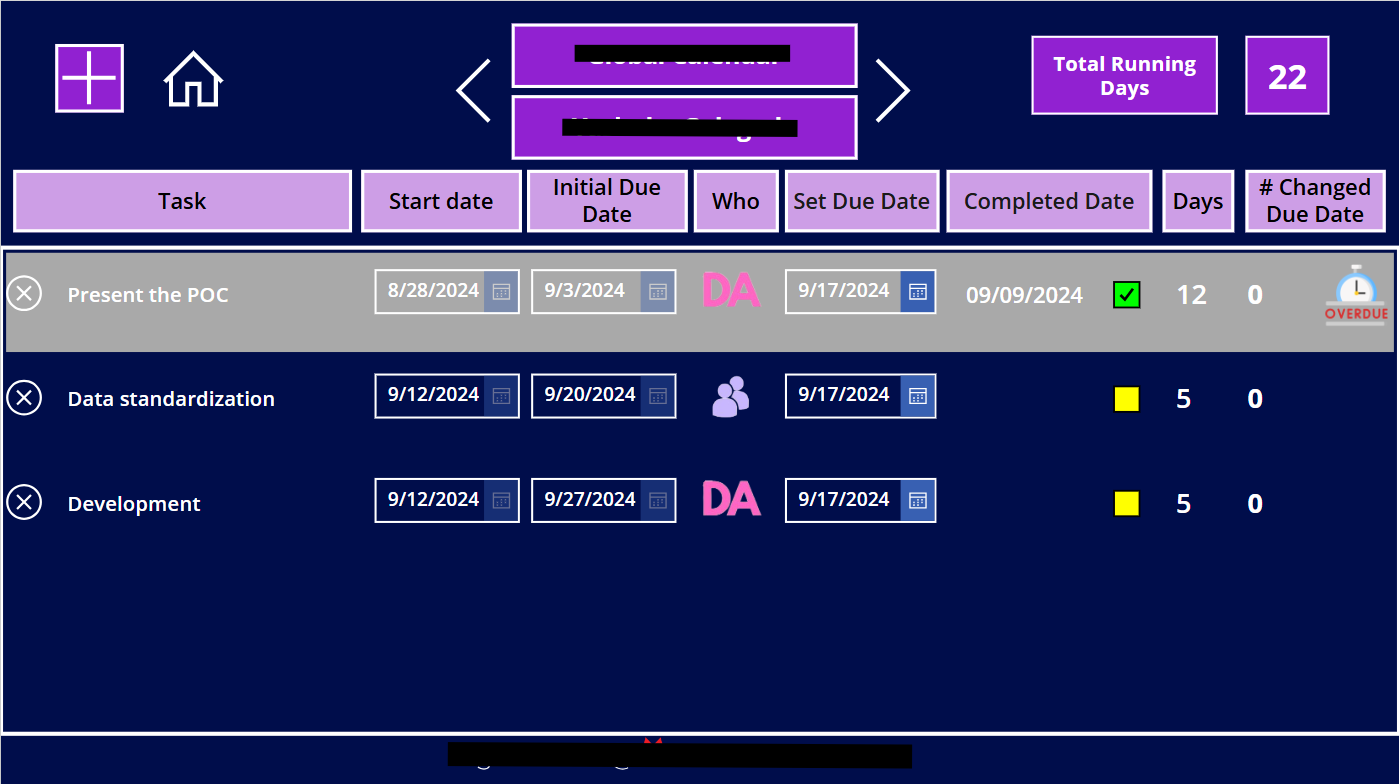 Total Running
Days
22
Task
Start date
Initial Due
Date
Who
Set Due Date
Completed Date
Days
# Changed
Due Date
Present the POC
8/28/2024
9/3/2024
DA
9/17/2024
09/09/2024
12
0
OVERDUE
Data standardization
9/12/2024
9/20/2024
9/17/2024
5
0
Development
9/12/2024
9/27/2024
DA
9/17/2024
5
0